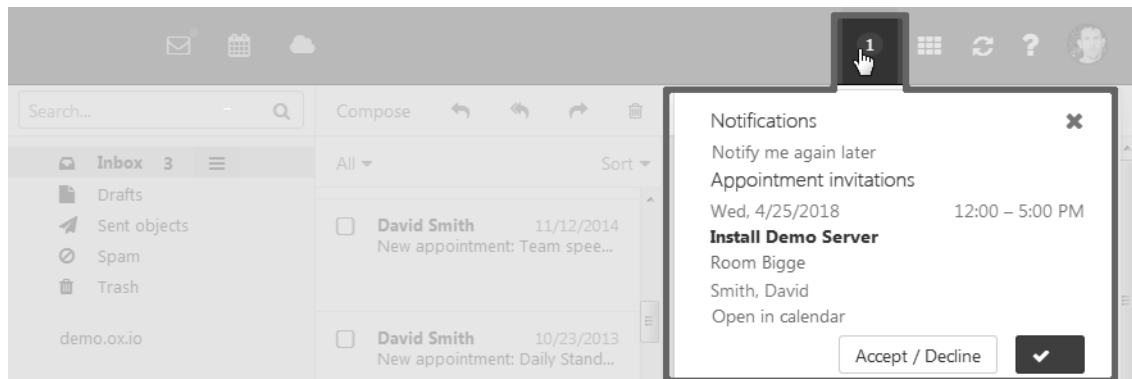 1
?
Search...
Compose
Inbox 3
All
Sort
Drafts
Sent objects
Spam
Trash
demo.ox.io
David Smith 11/12/2014
New appointment: Team spee...
David Smith 10/23/2013
New appointment: Daily Stand...
Notifications
Notify me again later
Appointment invitations
Wed, 4/25/2018 12:00 – 5:00 PM
Install Demo Server
Room Bigge
Smith, David
Open in calendar
Accept / Decline